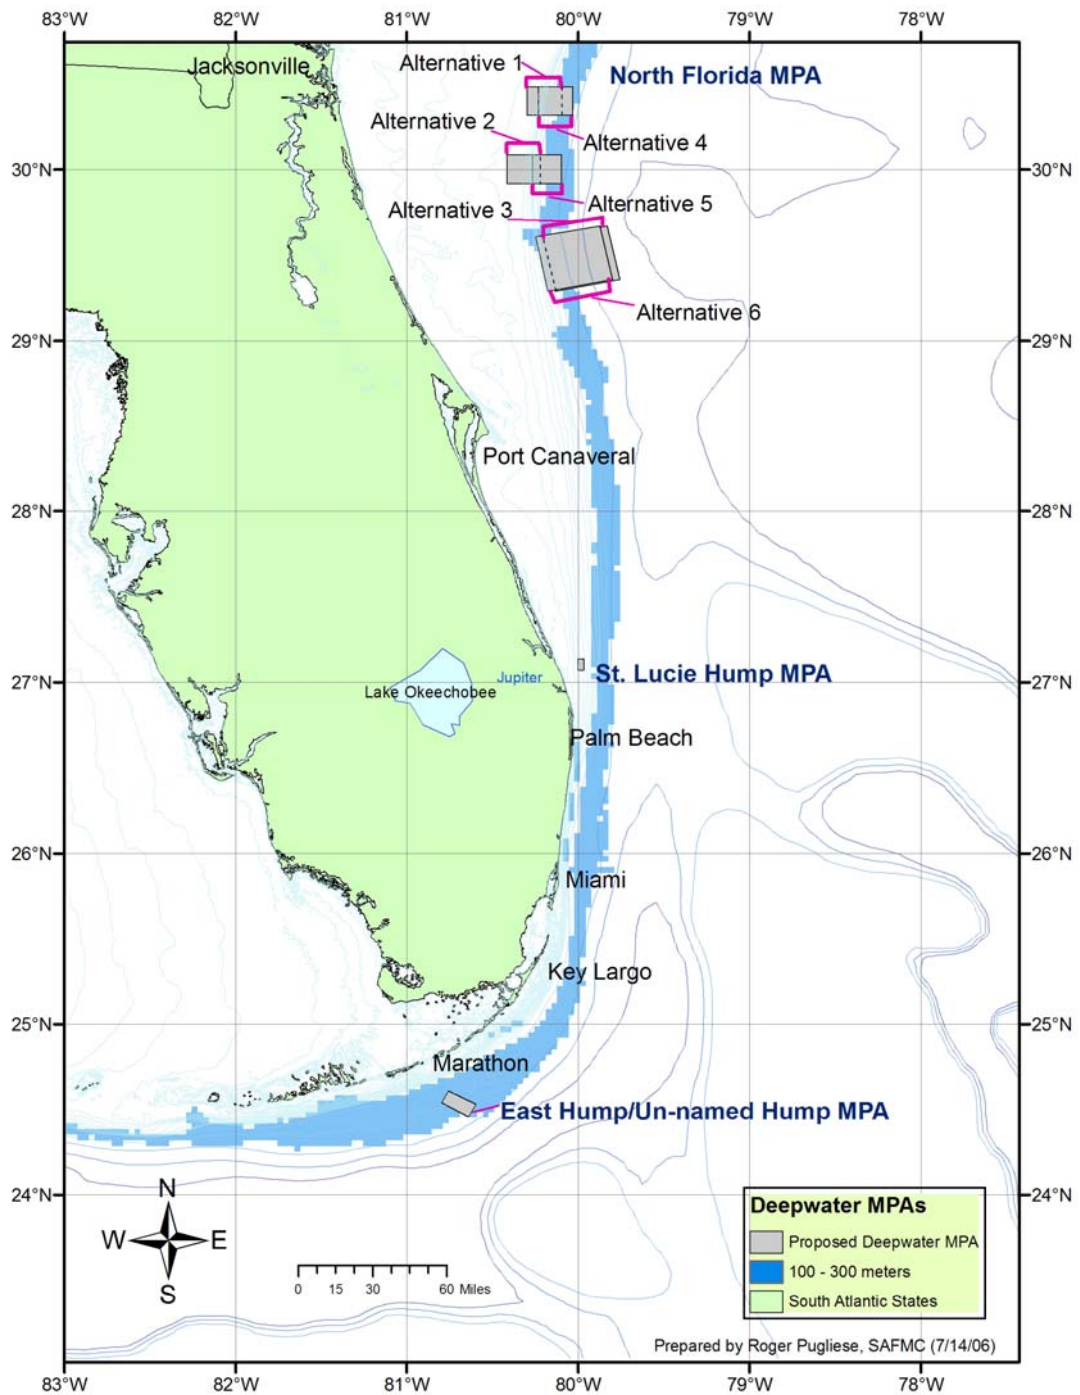 83°W 82°W 81°W 80°W 79°W 78°W
Jacksonville
Alternative 1
North Florida MPA
Alternative 2
Alternative 4
30°N 30°N
Alternative 3
Alternative 5
Alternative 6
29°N 29°N
Port Canaveral
28°N 28°N
St. Lucie Hump MPA
Jupiter
27°N 27°N
Lake Okeechobee
Palm Beach
26°N 26°N
Miami
Key Largo
25°N 25°N
Marathon
East Hump/Un-named Hump MPA
24°N 24°N
N
W E
S
0 15 30 60 Miles
Deepwater MPAs
Proposed Deepwater MPA
100 - 300 meters
South Atlantic States
Prepared by Roger Pugliese, SAFMC (7/14/06)
83°W 82°W 81°W 80°W 79°W 78°W